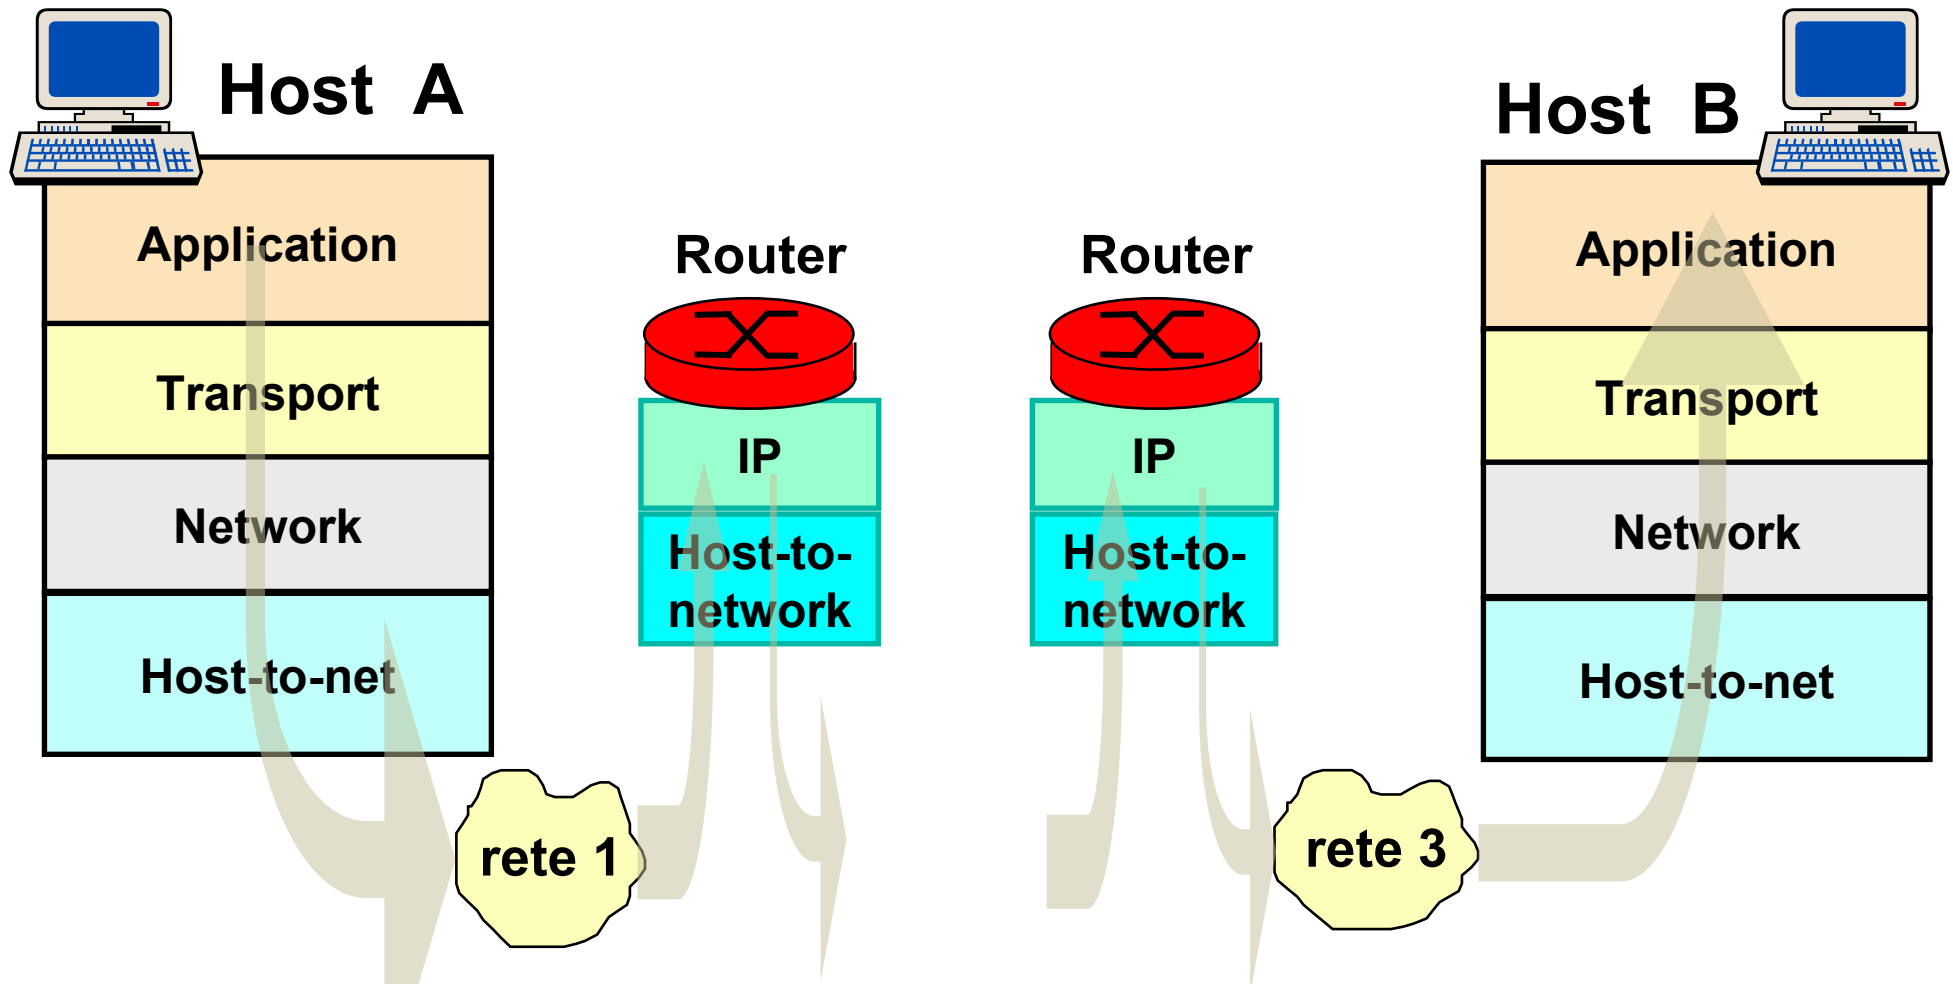 Host A
Application
Transport
Network
Host-to-net
rete 1
Router
IP
Host-to-
network
Router
IP
Host-to-
network
rete 3
Host B
Application
Transport
Network
Host-to-net